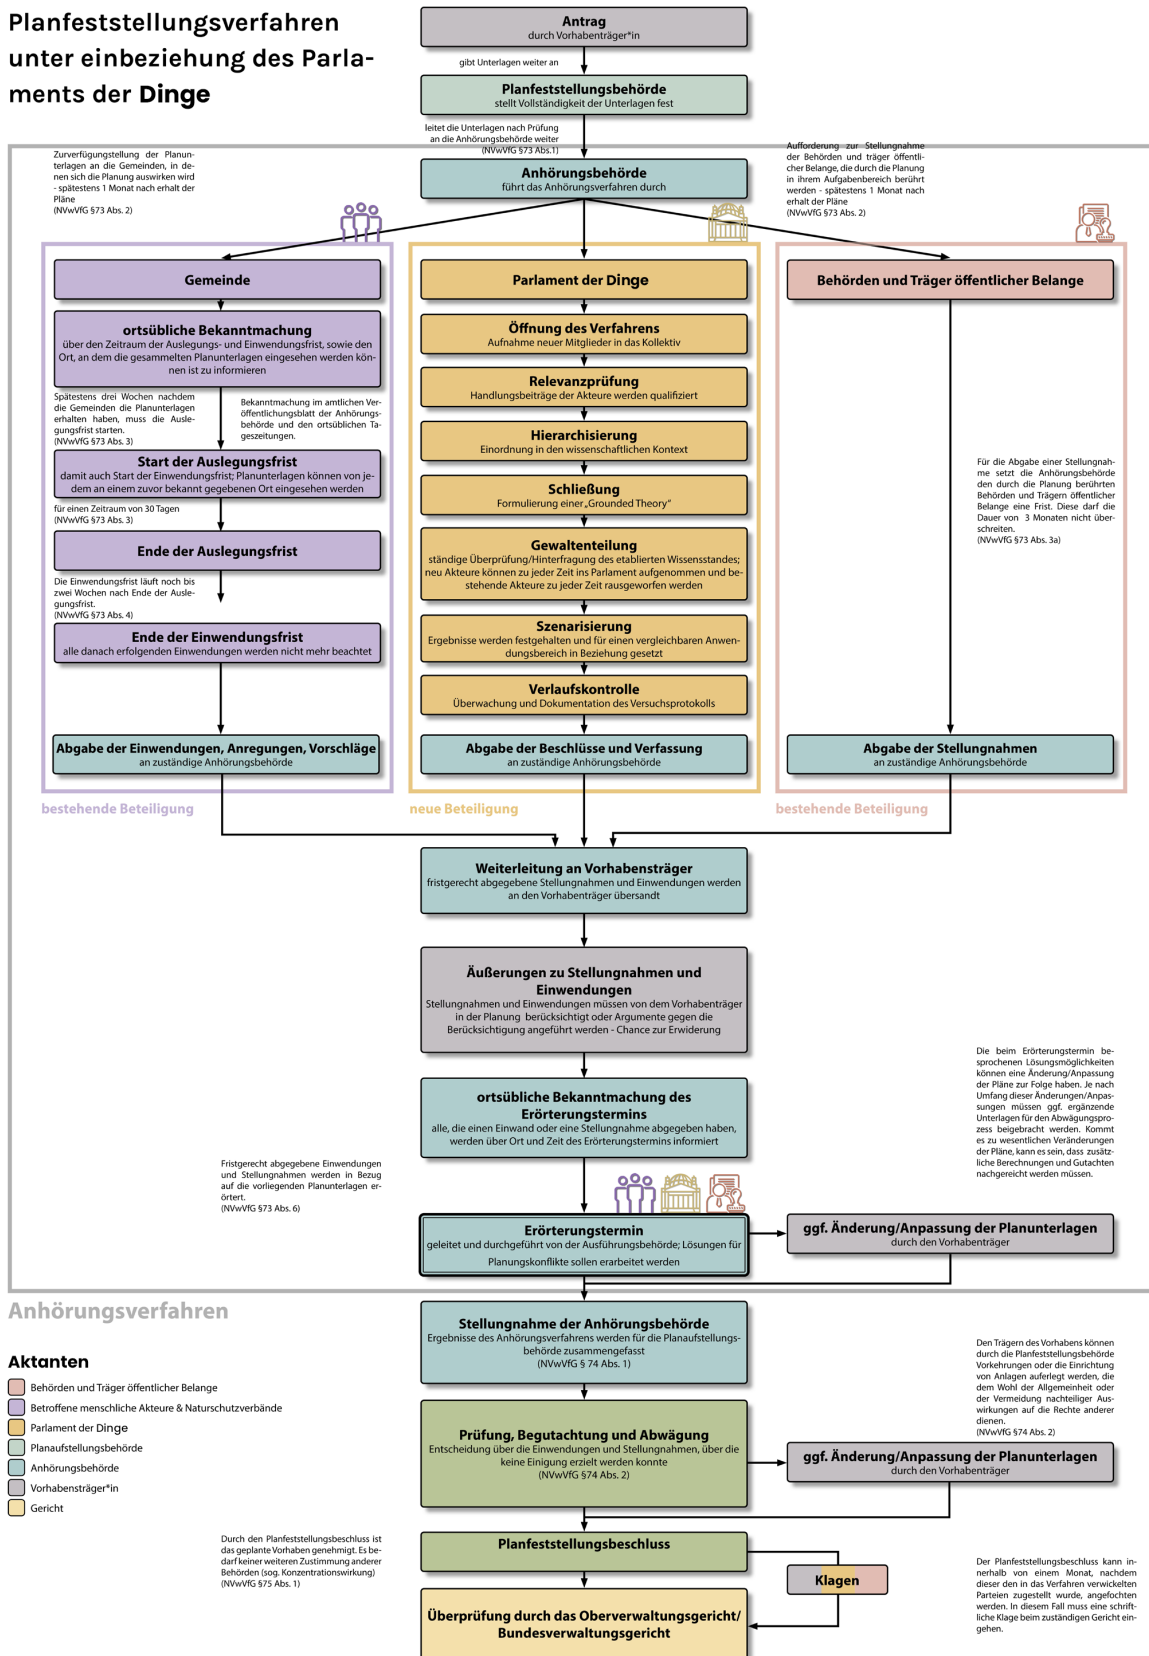 Planfeststellungsverfahren
unter einbeziehung des Parla-
ments der Dinge
Antrag
durch Vorhabenträger*in
gibt Unterlagen weiter an
Planfeststellungsbehörde
stellt Vollständigkeit der Unterlagen fest
leitet die Unterlagen nach Prüfung
an die Anhörungsbehörde weiter
(NVwVfG §73 Abs.1)
Zurverfügungstellung der Planun-
terlagen an die Gemeinden, in de-
nen sich die Planung auswirken wird
- spätestens 1 Monat nach erhalt der
Pläne
(NVwVfG §73 Abs. 2)
Anhörungsbehörde
führt das Anhörungsverfahren durch
Aufforderung zur Stellungnahme
der Behörden und träger öffentli-
cher Belange, die durch die Planung
in ihrem Aufgabenbereich berührt
werden - spätestens 1 Monat nach
erhalt der Pläne
(NVwVfG §73 Abs. 2)
Gemeinde
ortsübliche Bekanntmachung
über den Zeitraum der Auslegungs- und Einwendungsfrist, sowie den
Ort, an dem die gesammelten Planunterlagen eingesehen werden kön-
nen ist zu informieren
Spätestens drei Wochen nachdem
die Gemeinden die Planunterlagen
erhalten haben, muss die Ausle-
gungsfrist starten.
(NVwVfG §73 Abs. 3)
Bekanntmachung im amtlichen Ver-
öffentlichungsblatt der Anhörungs-
behörde und den ortsüblichen Ta-
geszeitungen.
Start der Auslegungsfrist
damit auch Start der Einwendungsfrist; Planunterlagen können von je-
dem an einem zuvor bekannt gegebenen Ort eingesehen werden
für einen Zeitraum von 30 Tagen
(NVwVfG §73 Abs. 3)
Ende der Auslegungsfrist
Die Einwendungsfrist läuft noch bis
zwei Wochen nach Ende der Ausle-
gungsfrist.
(NVwVfG §73 Abs. 4)
Ende der Einwendungsfrist
alle danach erfolgenden Einwendungen werden nicht mehr beachtet
Abgabe der Einwendungen, Anregungen, Vorschläge
an zuständige Anhörungsbehörde
bestehende Beteiligung
Parlament der Dinge
Öffnung des Verfahrens
Aufnahme neuer Mitglieder in das Kollektiv
Relevanzprüfung
Handlungsbeiträge der Akteure werden qualifiziert
Hierarchisierung
Einordnung in den wissenschaftlichen Kontext
Schließung
Formulierung einer „Grounded Theory“
Gewaltenteilung
ständige Überprüfung/Hinterfragung des etablierten Wissensstandes;
neu Akteure können zu jeder Zeit ins Parlament aufgenommen und be-
stehende Akteure zu jeder Zeit rausgeworfen werden
Szenarisierung
Ergebnisse werden festgehalten und für einen vergleichbaren Anwen-
dungsbereich in Beziehung gesetzt
Verlaufskontrolle
Überwachung und Dokumentation des Versuchsprotokolls
Abgabe der Beschlüsse und Verfassung
an zuständige Anhörungsbehörde
neue Beteiligung
Behörden und Träger öffentlicher Belange
Für die Abgabe einer Stellungnah-
me setzt die Anhörungsbehörde
den durch die Planung berührten
Behörden und Trägern öffentlicher
Belange eine Frist. Diese darf die
Dauer von 3 Monaten nicht über-
schreiten.
(NVwVfG §73 Abs. 3a)
Abgabe der Stellungnahmen
an zuständige Anhörungsbehörde
bestehende Beteiligung
Weiterleitung an Vorhabensträger
fristgerecht abgegebene Stellungnahmen und Einwendungen werden
an den Vorhabenträger übersandt
Äußerungen zu Stellungnahmen und
Einwendungen
Stellungnahmen und Einwendungen müssen von dem Vorhabenträger
in der Planung berücksichtigt oder Argumente gegen die
Berücksichtigung angeführt werden - Chance zur Erwiderung
ortsübliche Bekanntmachung des
Erörterungstermins
alle, die einen Einwand oder eine Stellungnahme abgegeben haben,
werden über Ort und Zeit des Erörterungstermins informiert
Die beim Erörterungstermin be-
sprochenen Lösungsmöglichkeiten
können eine Änderung/Anpassung
der Pläne zur Folge haben. Je nach
Umfang dieser Änderungen/Anpas-
sungen müssen ggf. ergänzende
Unterlagen für den Abwägungspro-
zess beigebracht werden. Kommt
es zu wesentlichen Veränderungen
der Pläne, kann es sein, dass zusätz-
liche Berechnungen und Gutachten
nachgereicht werden müssen.
Fristgerecht abgegebene Einwendungen
und Stellungnahmen werden in Bezug
auf die vorliegenden Planunterlagen er-
örtert.
(NVwVfG §73 Abs. 6)
Erörterungstermin
geleitet und durchgeführt von der Ausführungsbehörde; Lösungen für
Planungskonflikte sollen erarbeitet werden
ggf. Änderung/Anpassung der Planunterlagen
durch den Vorhabenträger
Anhörungsverfahren
Stellungnahme der Anhörungsbehörde
Ergebnisse des Anhörungsverfahrens werden für die Planaufstellungs-
behörde zusammengefasst
(NVwVfG § 74 Abs. 1)
Aktanten
Behörden und Träger öffentlicher Belange
Betroffene menschliche Akteure & Naturschutzverbände
Parlament der Dinge
Planaufstellungsbehörde
Anhörungsbehörde
Vorhabensträger*in
Gericht
Den Trägern des Vorhabens können
durch die Planfeststellungsbehörde
Vorkehrungen oder die Einrichtung
von Anlagen auferlegt werden, die
dem Wohl der Allgemeinheit oder
der Vermeidung nachteiliger Aus-
wirkungen auf die Rechte anderer
dienen.
(NVwVfG §74 Abs. 2)
Prüfung, Begutachtung und Abwägung
Entscheidung über die Einwendungen und Stellungnahmen, über die
keine Einigung erzielt werden konnte
(NVwVfG §74 Abs. 2)
ggf. Änderung/Anpassung der Planunterlagen
durch den Vorhabenträger
Durch den Planfeststellungsbeschluss ist
das geplante Vorhaben genehmigt. Es be-
darf keiner weiteren Zustimmung anderer
Behörden (sog. Konzentrationswirkung)
(NVwVfG §75 Abs. 1)
Planfeststellungsbeschluss
Klagen
Der Planfeststellungsbeschluss kann in-
nerhalb von einem Monat, nachdem
dieser den in das Verfahren verwickelten
Parteien zugestellt wurde, angefochten
werden. In diesem Fall muss eine schrift-
liche Klage beim zuständigen Gericht ein-
gehen.
Überprüfung durch das Oberverwaltungsgericht/
Bundesverwaltungsgericht